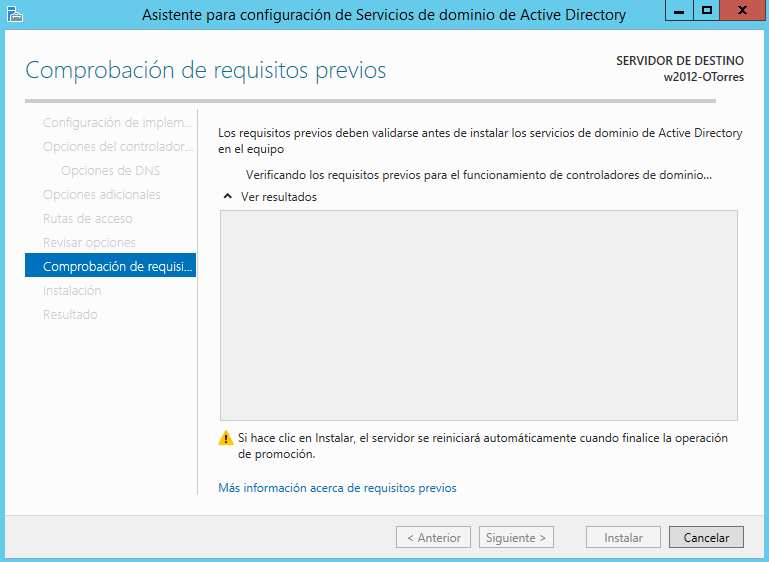 Asistente para configuración de Servicios de dominio de Active Directory
Comprobación de requisitos previos
SERVIDOR DE DESTINO
w2012-OTorres
Configuración de implem...
Opciones del controlador...
Opciones de DNS
Opciones adicionales
Rutas de acceso
Revisar opciones
Comprobación de requisi...
Instalación
Resultado
Los requisitos previos deben validarse antes de instalar los servicios de dominio de Active Directory
en el equipo
Verificando los requisitos previos para el funcionamiento de controladores de dominio...
Ver resultados
Si hace clic en Instalar, el servidor se reiniciará automáticamente cuando finalice la operación
de promoción.
Más información acerca de requisitos previos
< Anterior
Siguiente >
Instalar
Cancelar